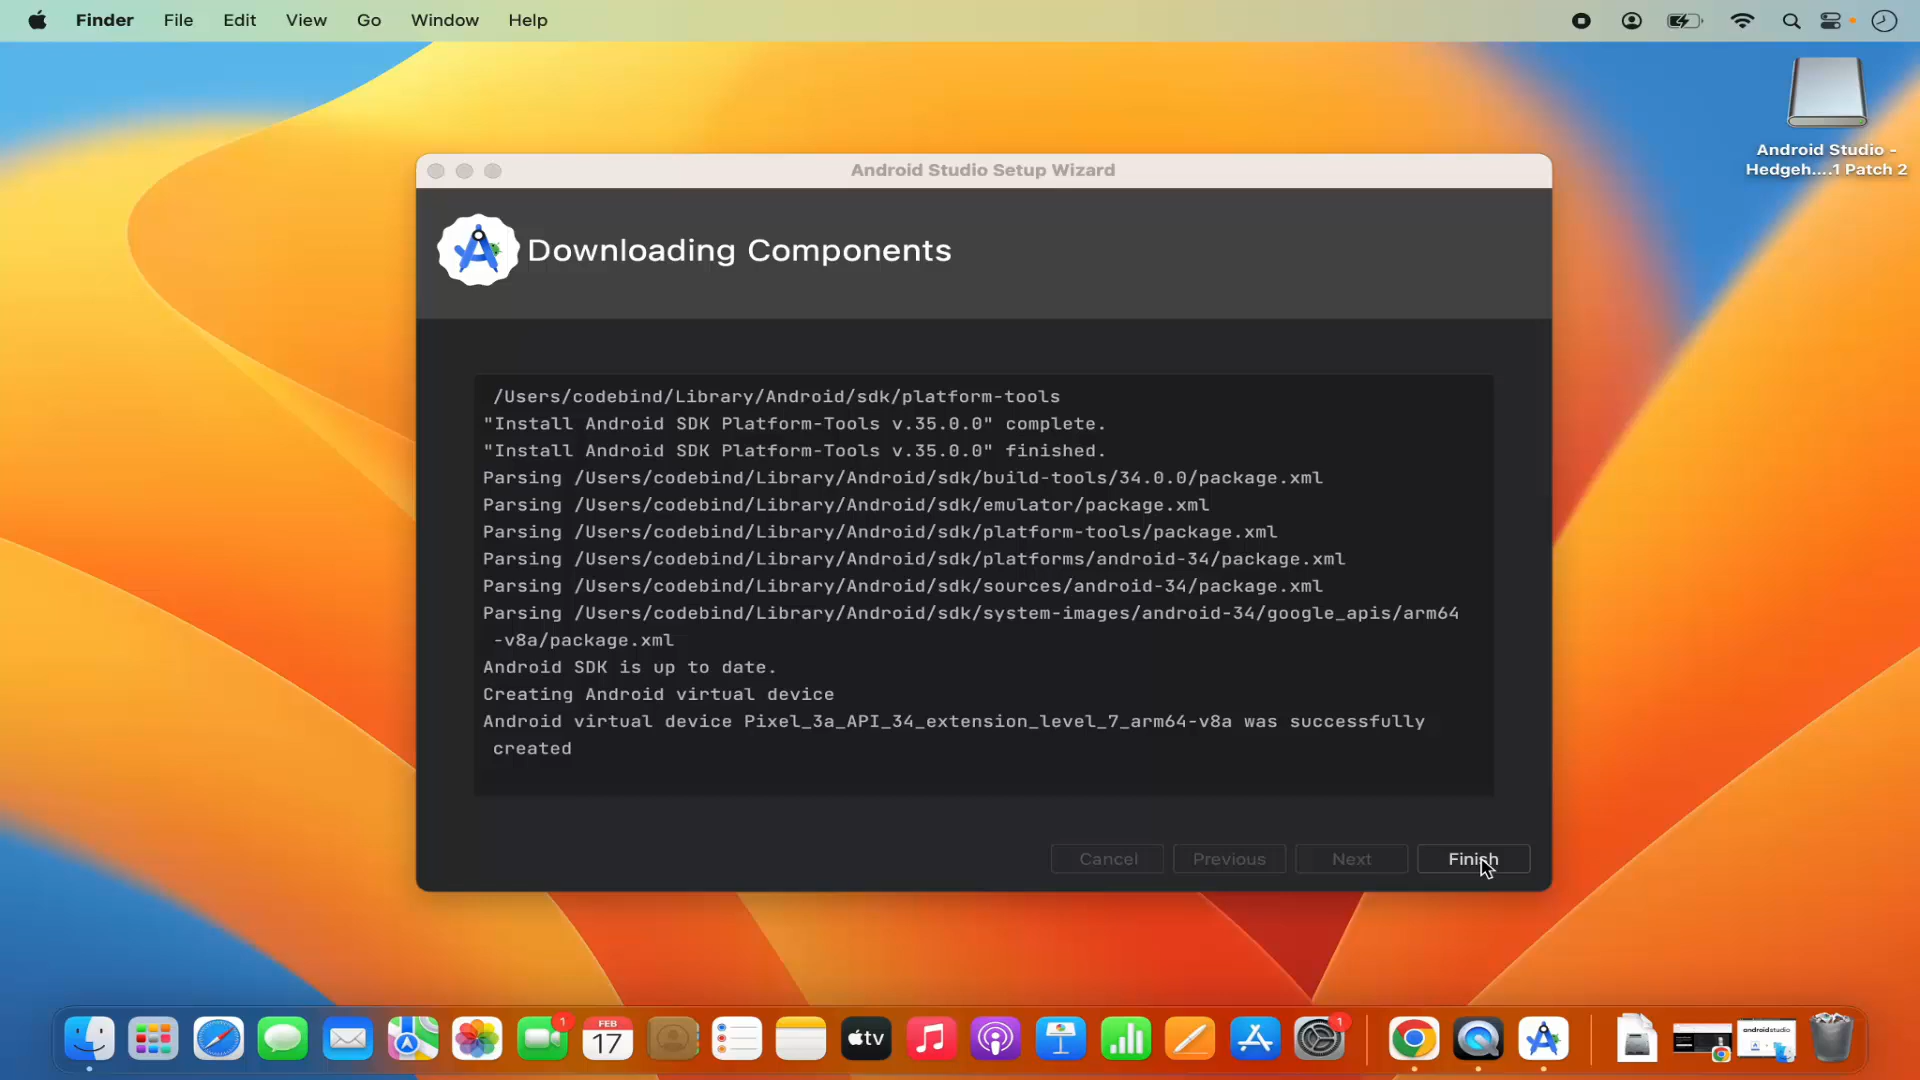 Finder File Edit View Go Window Help
Android Studio -
Hedgeh....1 Patch 2
Android Studio Setup Wizard
Downloading Components
/Users/codebind/Library/Android/sdk/platform-tools
"Install Android SDK Platform-Tools v.35.0.0" complete.
"Install Android SDK Platform-Tools v.35.0.0" finished.
Parsing /Users/codebind/Library/Android/sdk/build-tools/34.0.0/package.xml
Parsing /Users/codebind/Library/Android/sdk/emulator/package.xml
Parsing /Users/codebind/Library/Android/sdk/platform-tools/package.xml
Parsing /Users/codebind/Library/Android/sdk/platforms/android-34/package.xml
Parsing /Users/codebind/Library/Android/sdk/sources/android-34/package.xml
Parsing /Users/codebind/Library/Android/sdk/system-images/android-34/google_apis/arm64
-v8a/package.xml
Android SDK is up to date.
Creating Android virtual device
Android virtual device Pixel_3a_API_34_extension_level_7_arm64-v8a was successfully
created
Cancel Previous Next Finish
1
FEB
17
tv
1
androidstudio